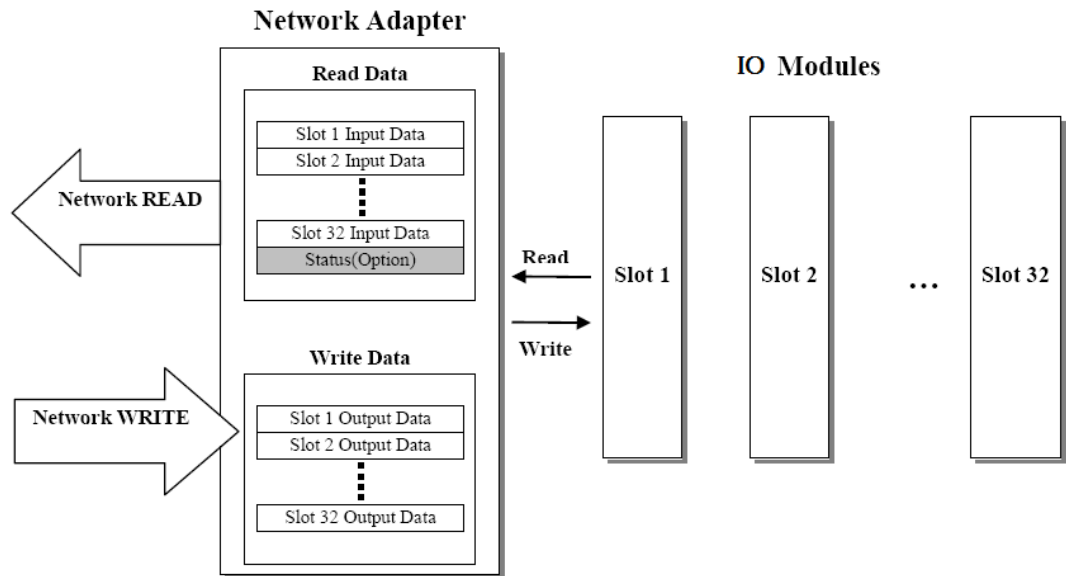 Network Adapter
Read Data
Slot 1 Input Data
Slot 2 Input Data
Slot 32 Input Data
Status(Option)
Network READ
Write Data
Slot 1 Output Data
Slot 2 Output Data
Slot 32 Output Data
Network WRITE
Read
Write
IO Modules
Slot 1
Slot 2
...
Slot 32